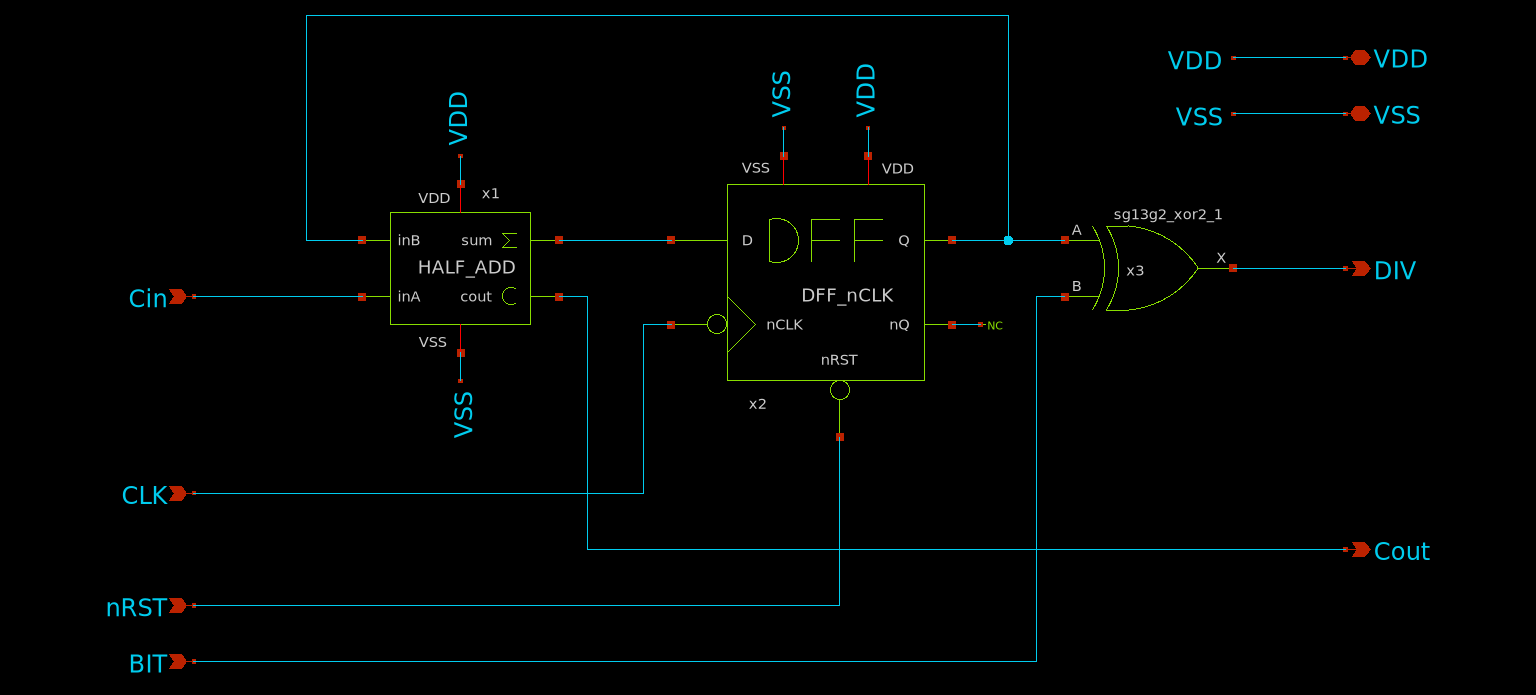 VDD
VDD
VSS
VSS
VDD
VSS
VDD
VSS
VDD
VDD
x1
sg13g2_xor2_1
A
inB
sum Σ
D
DFF
Q
x3
X
DIV
HALF_ADD
B
Cin
inA
cout C
DFF_nCLK
nCLK
nQ
NC
VSS
nRST
VSS
x2
CLK
Cout
nRST
BIT